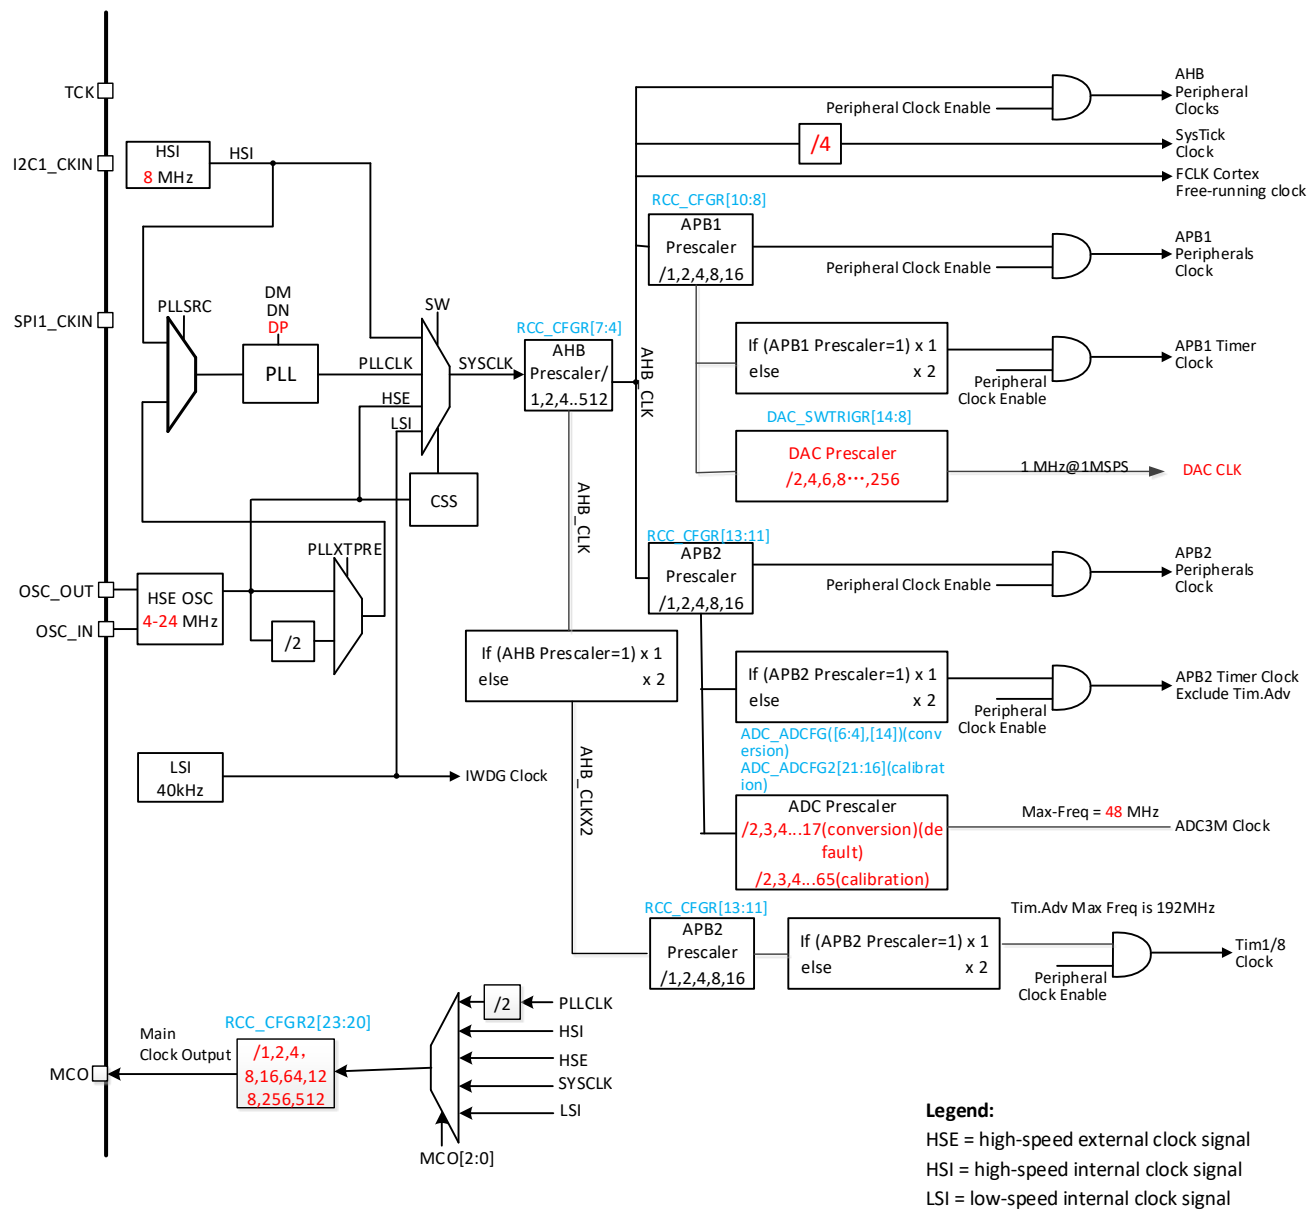 TCK
I2C1_CKIN
HSI
8 MHz
HSI
SPI1_CKIN
PLLSRC
DM
DN
DP
PLL
PLLCLK
SW
HSE
LSI
SYSCLK
CSS
RCC_CFGR[7:4]
AHB
Prescaler/
1,2,4..512
AHB_CLK
AHB_CLK
Peripheral Clock Enable
AHB
Peripheral
Clocks
/4
SysTick
Clock
FCLK Cortex
Free-running clock
RCC_CFGR[10:8]
APB1
Prescaler
/1,2,4,8,16
Peripheral Clock Enable
APB1
Peripherals
Clock
If (APB1 Prescaler=1) x 1
else x 2
Peripheral
Clock Enable
APB1 Timer
Clock
DAC_SWTRIGR[14:8]
DAC Prescaler
/2,4,6,8⋯,256
1 MHz@1MSPS
DAC CLK
RCC_CFGR[13:11]
APB2
Prescaler
/1,2,4,8,16
Peripheral Clock Enable
APB2
Peripherals
Clock
OSC_OUT
OSC_IN
HSE OSC
4-24 MHz
PLLXTPRE
/2
If (AHB Prescaler=1) x 1
else x 2
If (APB2 Prescaler=1) x 1
else x 2
Peripheral
Clock Enable
APB2 Timer Clock
Exclude Tim.Adv
LSI
40kHz
IWDG Clock
AHB_CLKX2
ADC_ADCFG([6:4],[14])(conv
ersion)
ADC_ADCFG2[21:16](calibrat
ion)
ADC Prescaler
/2,3,4...17(conversion)(de
fault)
/2,3,4...65(calibration)
Max-Freq = 48 MHz
ADC3M Clock
RCC_CFGR[13:11]
APB2
Prescaler
/1,2,4,8,16
If (APB2 Prescaler=1) x 1
else x 2
Tim.Adv Max Freq is 192MHz
Peripheral
Clock Enable
Tim1/8
Clock
MCO
Main
Clock Output
RCC_CFGR2[23:20]
/1,2,4，
8,16,64,12
8,256,512
/2
PLLCLK
HSI
HSE
SYSCLK
LSI
MCO[2:0]
Legend:
HSE = high-speed external clock signal
HSI = high-speed internal clock signal
LSI = low-speed internal clock signal